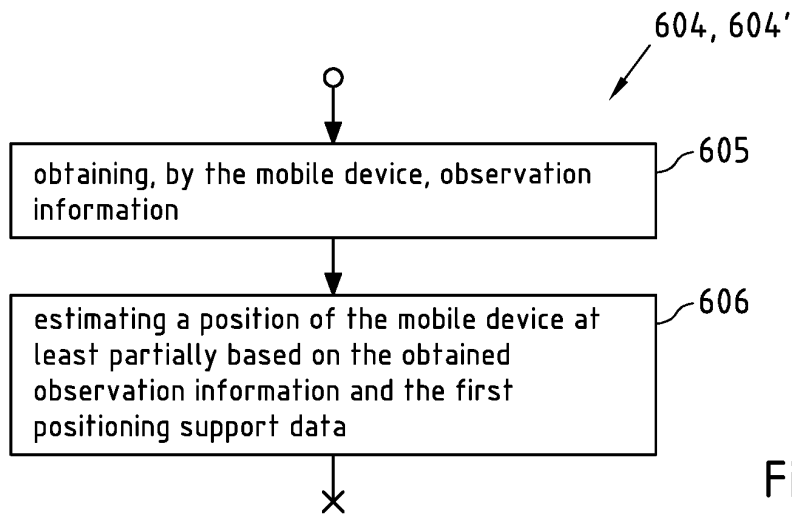 604, 604'
obtaining, by the mobile device, observation
information
605
estimating a position of the mobile device at
least partially based on the obtained
observation information and the first
positioning support data
606